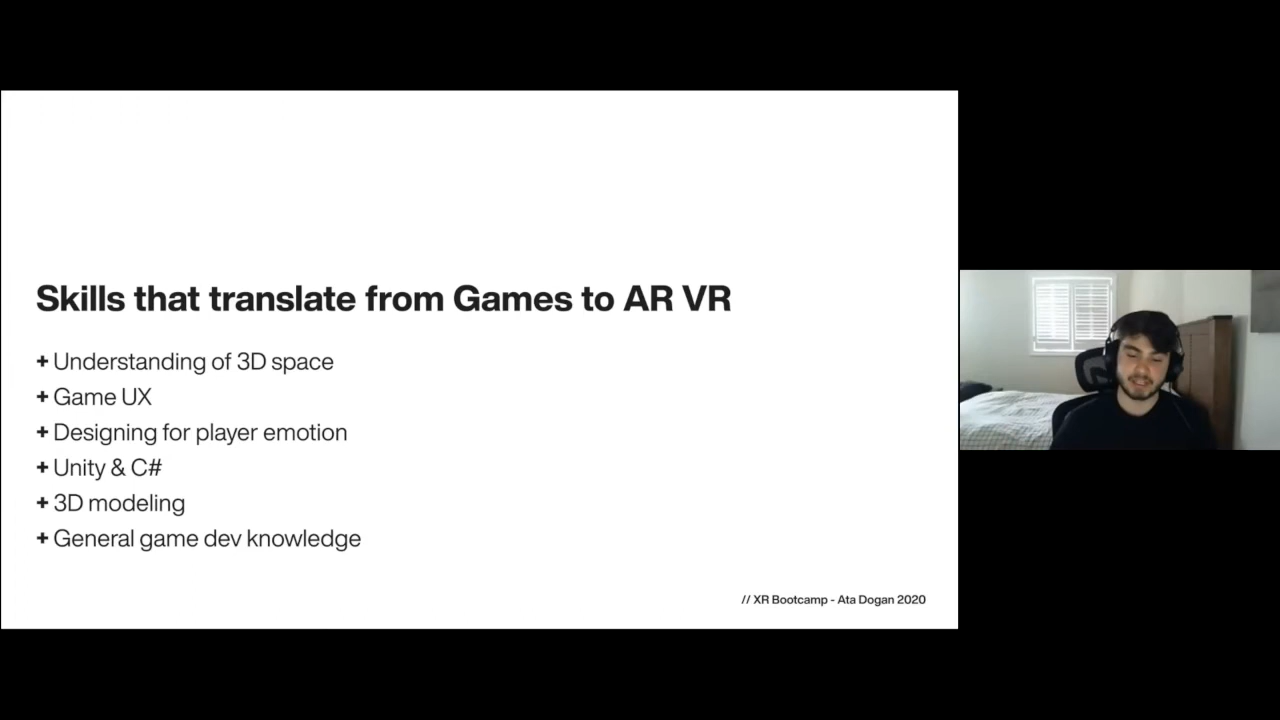 Skills that translate from Games to AR VR
+ Understanding of 3D space
+ Game UX
+ Designing for player emotion
+ Unity & C#
+ 3D modeling
+ General game dev knowledge
// XR Bootcamp - Ata Dogan 2020